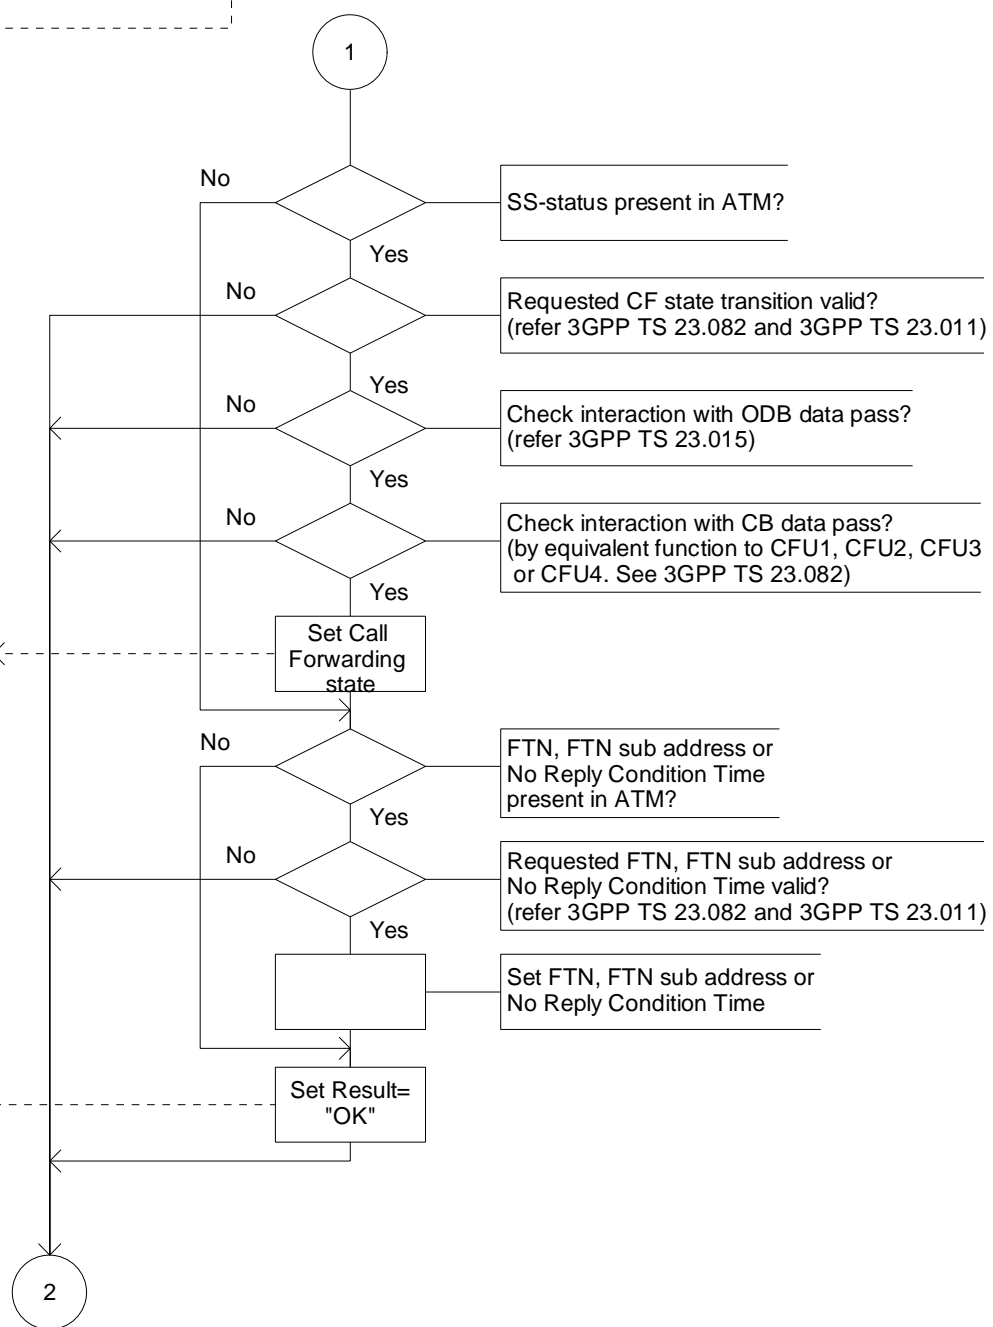 1
No
SS-status present in ATM?
Yes
No
Requested CF state transition valid?
(refer 3GPP TS 23.082 and 3GPP TS 23.011)
Yes
No
Check interaction with ODB data pass?
(refer 3GPP TS 23.015)
Yes
No
Check interaction with CB data pass?
(by equivalent function to CFU1, CFU2, CFU3
or CFU4. See 3GPP TS 23.082)
Yes
Set Call
Forwarding
state
No
FTN, FTN sub address or
No Reply Condition Time
present in ATM?
Yes
No
Requested FTN, FTN sub address or
No Reply Condition Time valid?
(refer 3GPP TS 23.082 and 3GPP TS 23.011)
Yes
Set FTN, FTN sub address or
No Reply Condition Time
Set Result=
"OK"
2